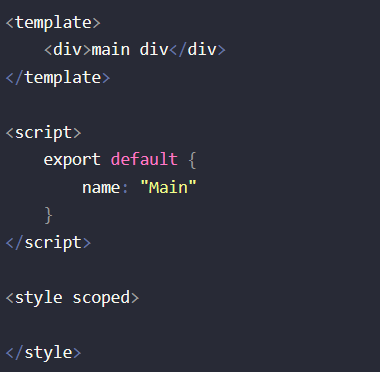 <template>
    <div>main div</div>
</template>

<script>
    export default {
        name: "Main"
    }
</script>

<style scoped>

</style>